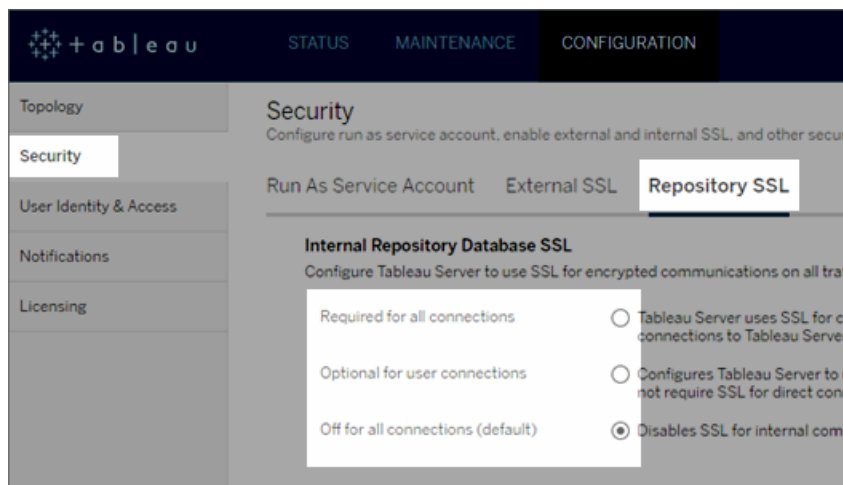 tableau
STATUS MAINTENANCE CONFIGURATION
Topology
Security
User Identity & Access
Notifications
Licensing
Security
Configure run as service account, enable external and internal SSL, and other secu
Run As Service Account External SSL Repository SSL
Internal Repository Database SSL
Configure Tableau Server to use SSL for encrypted communications on all tra
Required for all connections Tableau Server uses SSL for c
connections to Tableau Serve
Optional for user connections Configures Tableau Server to
not require SSL for direct con
Off for all connections (default) Disables SSL for internal com